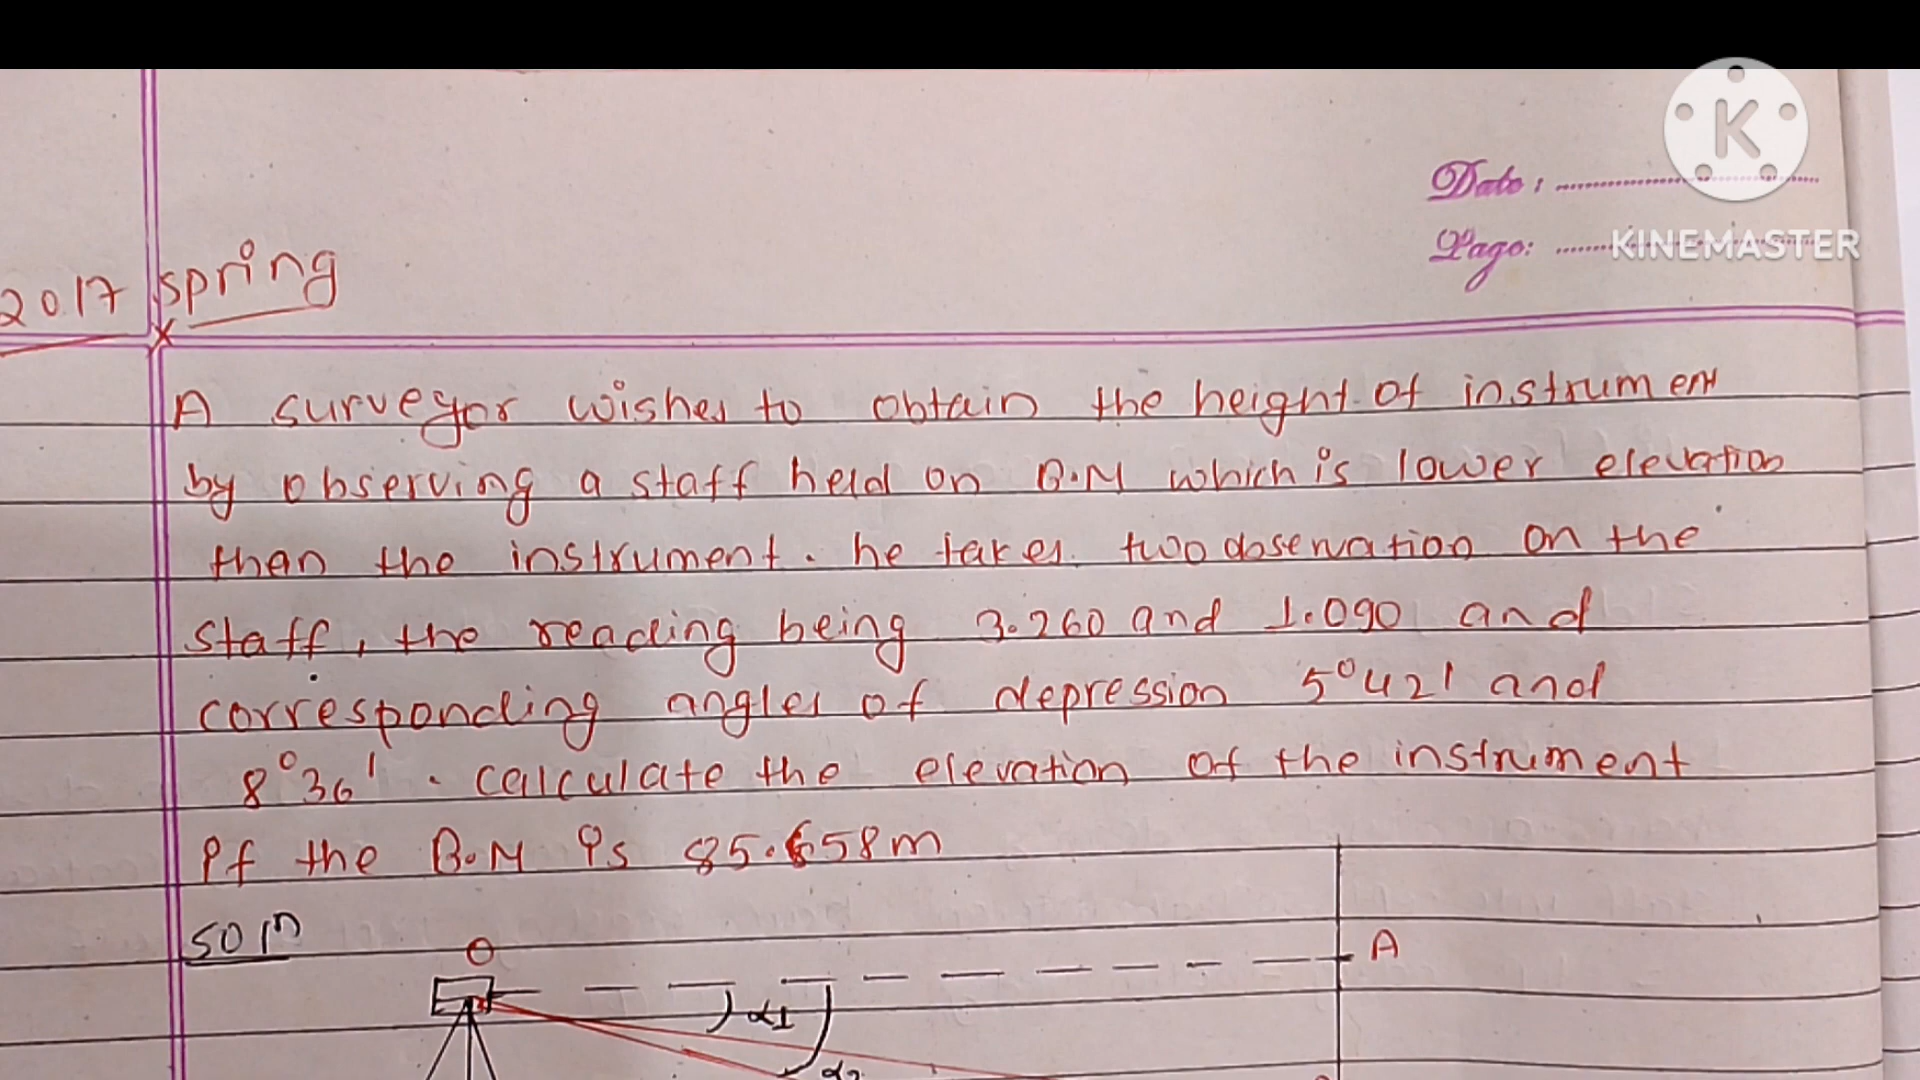 Date:
Page:
KINEMASTER
2017 spring
A surveyor wishes to obtain the height of instrument
by observing a staff held on B.M which is lower elevation
than the instrument. he takes two observation on the
staff, the reading being 3.260 and 1.090 and
corresponding angles of depression 5°42' and
8°36'. calculate the elevation of the instrument
if the B.M is 85.658m
Soln
O
A
α1
α2